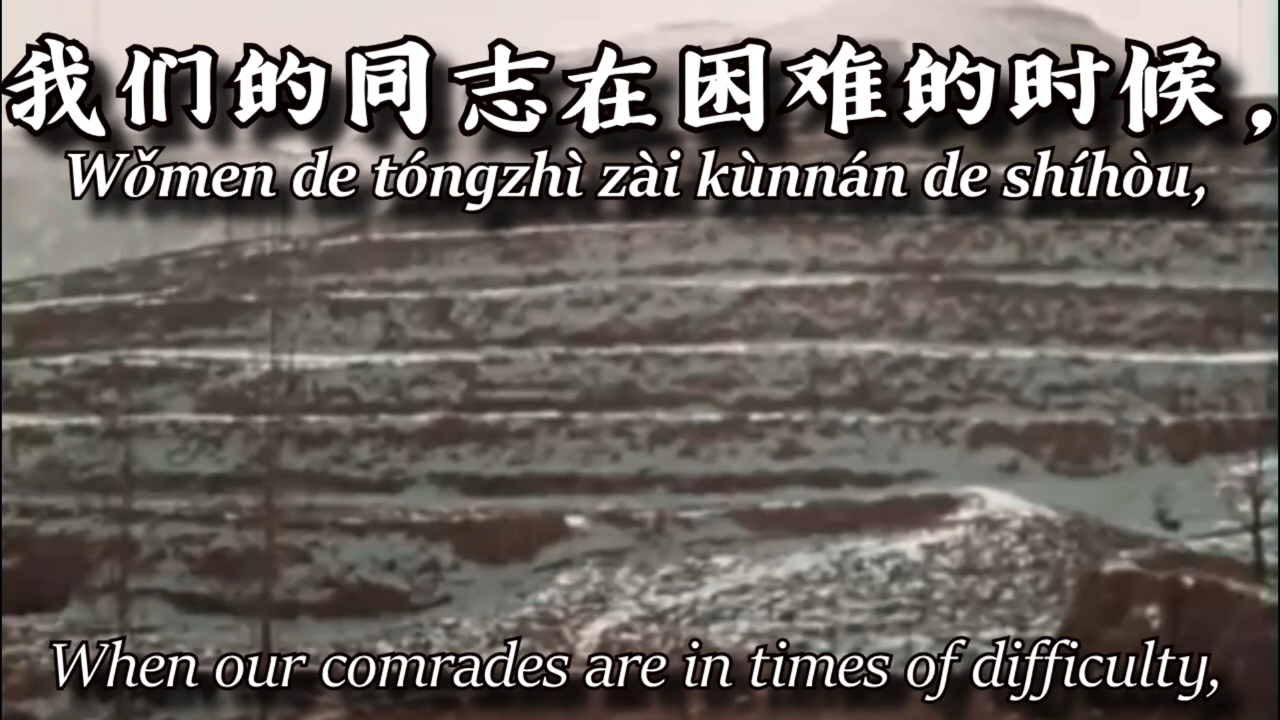 我们的同志在困难的时候，
Wǒmen de tóngzhì zài kùnnán de shíhòu,
When our comrades are in times of difficulty,